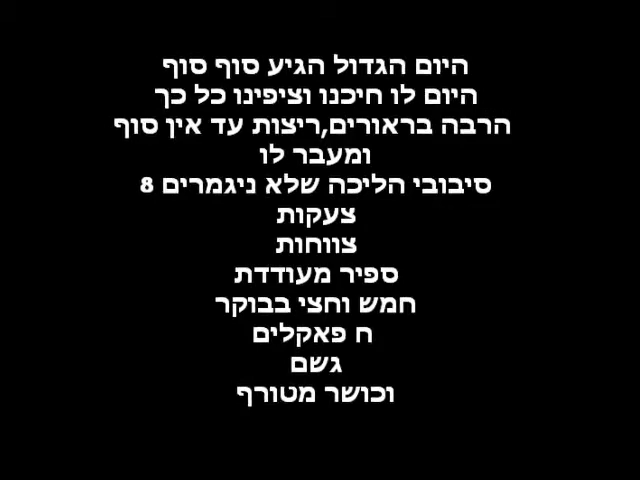 היום הגדול הגיע סוף סוף
היום לו חיכנו וציפינו כל כך
הרבה בראורים,ריצות עד אין סוף
ומעבר לו
סיבובי הליכה שלא ניגמרים 8
צעקות
צווחות
ספיר מעודדת
חמש וחצי בבוקר
ח פאקלים
גשם
וכושר מטורף